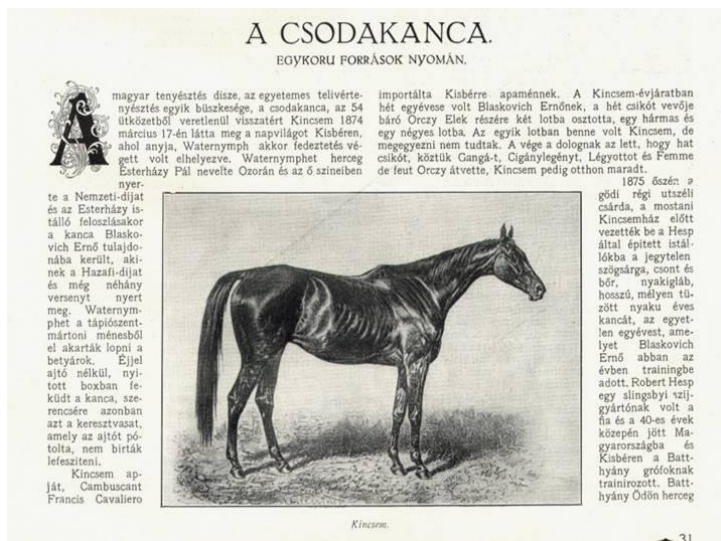 A CSODAKANCA.
EGYKORU FORRÁSOK NYOMÁN.
A magyar tenyésztés disze, az egyetemes telivérte-
nyésztés egyik büszkesége, a csodakanca, az 54
ütközetből veretlenül visszatért Kincsem 1874
március 17-én látta meg a napvilágot Kisbéren,
ahol anyja, Waternymph akkor fedeztetés vé-
gett volt elhelyezve. Waternymphet herceg
Esterházy Pál nevelte Ozorán és az ő szineiben
nyer-
te a Nemzeti-dijat
és az Esterházy is-
tálló feloszlásakor
a kanca Blasko-
vich Ernő tulajdo-
nába került, aki-
nek a Hazafi-dijat
és még néhány
versenyt nyert
meg. Waternym-
phet a tápiószent-
mártoni ménesből
el akarták lopni a
betyárok. Éjjel
ajtó nélkül, nyi-
tott boxban fe-
küdt a kanca, sze-
rencsére azonban
azt a keresztvasat,
amely az ajtót pó-
tolta, nem birták
lefesziteni.
Kincsem ap-
ját, Cambuscant
Francis Cavaliero
importálta Kisbérre apaménnek. A Kincsem-évjáratban
hét egyévese volt Blaskovich Ernőnek, a hét csikót vevője
báró Orczy Elek részére két lotba osztotta, egy hármas és
egy négyes lotba. Az egyik lotban benne volt Kincsem, de
megegyezni nem tudtak. A vége a dolognak az lett, hogy hat
csikót, köztük Gangá-t, Cigánylegényt, Légyottot és Femme
de feut Orczy átvette, Kincsem pedig otthon maradt.
1875 őszén a
gödi régi utszéli
csárda, a mostani
Kincsemház előtt
vezették be a Hesp
által épitett istál-
lókba a jegytelen
szögsárga, csont és
bőr, nyakigláb,
hosszú, mélyen tü-
zött nyaku éves
kancát, az egyet-
len egyévest, ame-
lyet Blaskovich
Ernő abban az
évben trainingbe
adott. Robert Hesp
egy slingsbyi szij-
gyártónak volt a
fia és a 40-es évek
közepén jött Ma-
gyarországba és
Kisbéren a Batt-
hyány grófoknak
trainirozott. Batt-
hyány Ödön herceg
Kincsem.
31